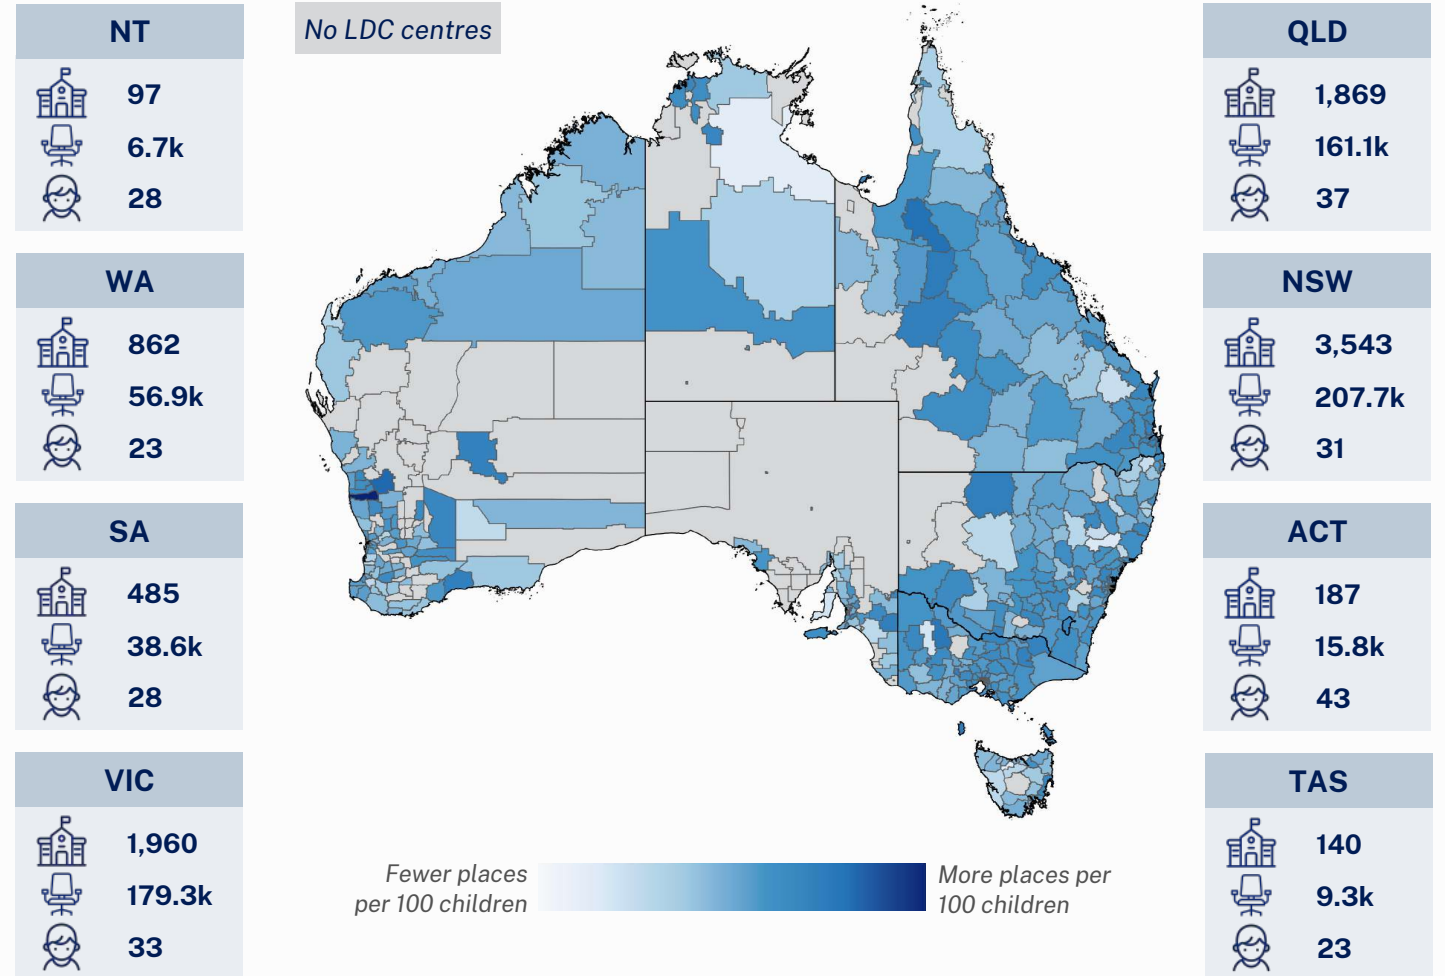 NT
97
6.7k
28
WA
862
56.9k
23
SA
485
38.6k
28
VIC
1,960
179.3k
33
No LDC centres
Fewer places
per 100 children
More places per
100 children
QLD
1,869
161.1k
37
NSW
3,543
207.7k
31
ACT
187
15.8k
43
TAS
140
9.3k
23